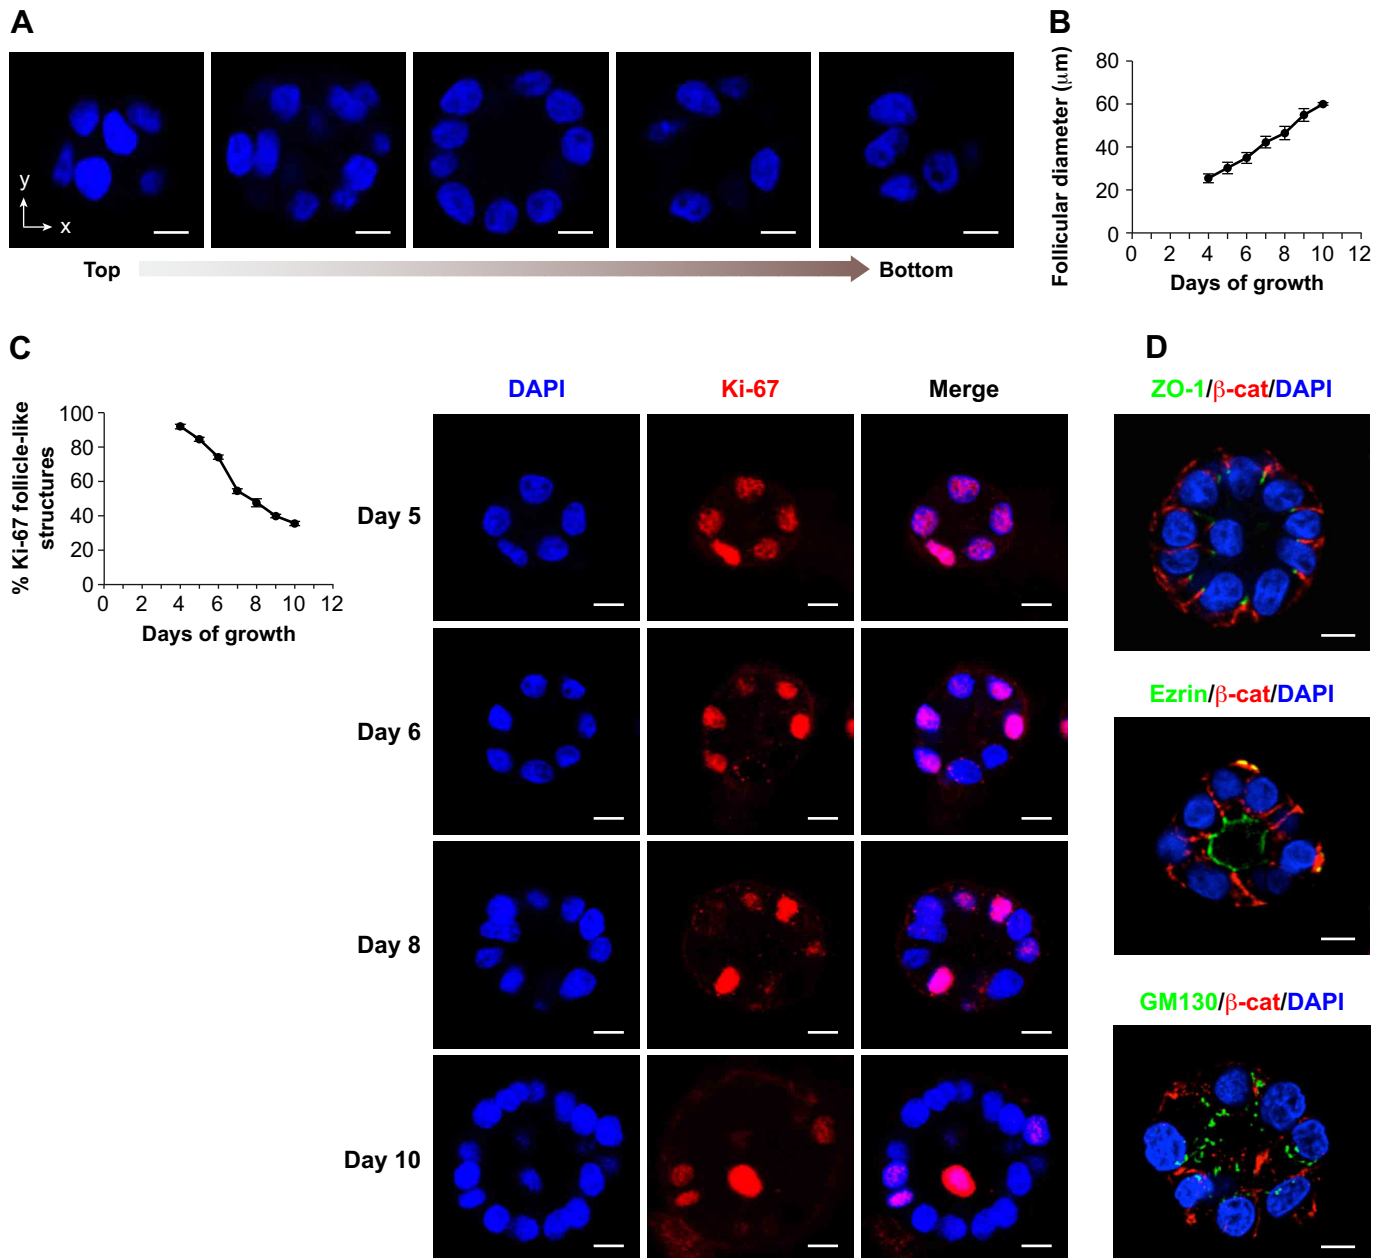 A
y
x
Top
Bottom
B
Follicular diameter (μm)
80
60
40
20
0
0 2 4 6 8 10 12
Days of growth
C
% Ki-67 follicle-like
structures
100
80
60
40
20
0
0 2 4 6 8 10 12
Days of growth
DAPI Ki-67 Merge
Day 5
Day 6
Day 8
Day 10
D
ZO-1/β-cat/DAPI
Ezrin/β-cat/DAPI
GM130/β-cat/DAPI